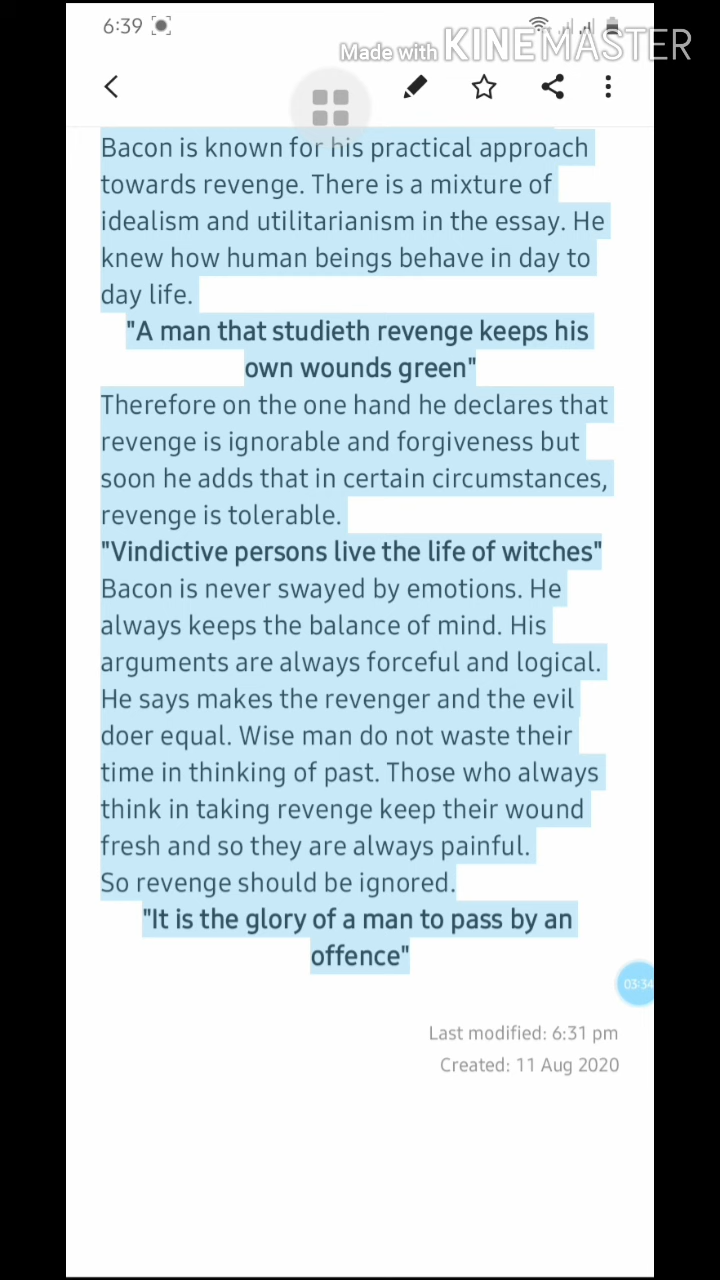 6:39
Made with KINEMASTER
Bacon is known for his practical approach
towards revenge. There is a mixture of
idealism and utilitarianism in the essay. He
knew how human beings behave in day to
day life.
"A man that studieth revenge keeps his
own wounds green"
Therefore on the one hand he declares that
revenge is ignorable and forgiveness but
soon he adds that in certain circumstances,
revenge is tolerable.
"Vindictive persons live the life of witches"
Bacon is never swayed by emotions. He
always keeps the balance of mind. His
arguments are always forceful and logical.
He says makes the revenger and the evil
doer equal. Wise man do not waste their
time in thinking of past. Those who always
think in taking revenge keep their wound
fresh and so they are always painful.
So revenge should be ignored.
"It is the glory of a man to pass by an
offence"
03:34
Last modified: 6:31 pm
Created: 11 Aug 2020